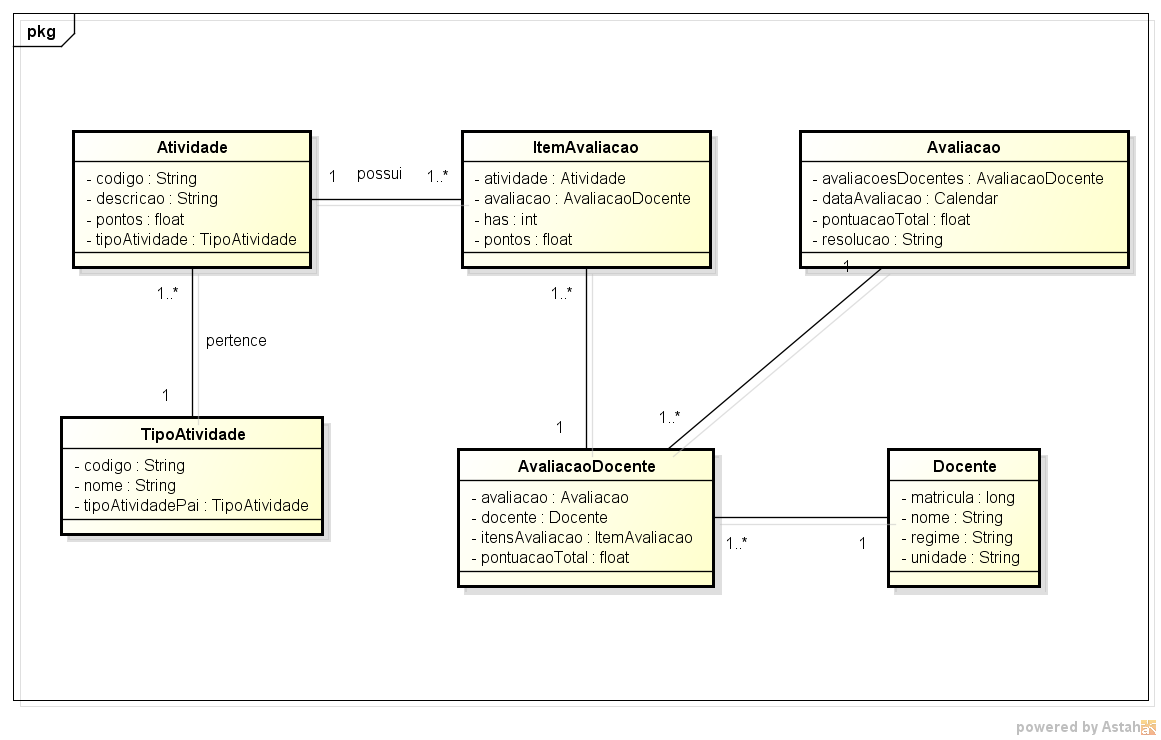 pkg
Atividade
- codigo : String
- descricao : String
- pontos : float
- tipoAtividade : TipoAtividade
1
possui
1..*
ItemAvaliacao
- atividade : Atividade
- avaliacao : AvaliacaoDocente
- has : int
- pontos : float
Avaliacao
- avaliacoesDocentes : AvaliacaoDocente
- dataAvaliacao : Calendar
- pontuacaoTotal : float
- resolucao : String
1
1..*
pertence
1
1..*
1
1..*
TipoAtividade
- codigo : String
- nome : String
- tipoAtividadePai : TipoAtividade
AvaliacaoDocente
- avaliacao : Avaliacao
- docente : Docente
- itensAvaliacao : ItemAvaliacao
- pontuacaoTotal : float
1..*
1
Docente
- matricula : long
- nome : String
- regime : String
- unidade : String
powered by Astah